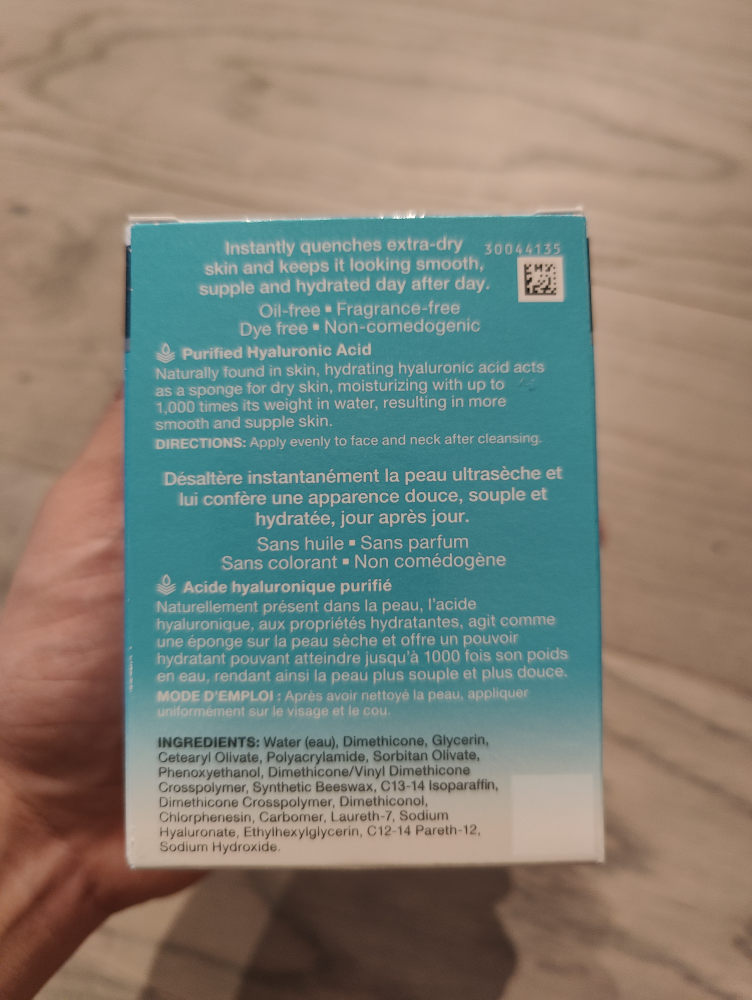 Instantly quenches extra-dry
30044135
skin and keeps it looking smooth,
supple and hydrated day after day.
Oil-free ▪ Fragrance-free
Dye free ▪ Non-comedogenic
Purified Hyaluronic Acid
Naturally found in skin, hydrating hyaluronic acid acts
as a sponge for dry skin, moisturizing with up to
1,000 times its weight in water, resulting in more
smooth and supple skin.
DIRECTIONS: Apply evenly to face and neck after cleansing.
Désaltère instantanément la peau ultrasèche et
lui confère une apparence douce, souple et
hydratée, jour après jour.
Sans huile ▪ Sans parfum
Sans colorant ▪ Non comédogène
Acide hyaluronique purifié
Naturellement présent dans la peau, l'acide
hyaluronique, aux propriétés hydratantes, agit comme
une éponge sur la peau sèche et offre un pouvoir
hydratant pouvant atteindre jusqu'à 1000 fois son poids
en eau, rendant ainsi la peau plus souple et plus douce.
MODE D'EMPLOI : Après avoir nettoyé la peau, appliquer
uniformément sur le visage et le cou.
INGREDIENTS: Water (eau), Dimethicone, Glycerin,
Cetearyl Olivate, Polyacrylamide, Sorbitan Olivate,
Phenoxyethanol, Dimethicone/Vinyl Dimethicone
Crosspolymer, Synthetic Beeswax, C13-14 Isoparaffin,
Dimethicone Crosspolymer, Dimethiconol,
Chlorphenesin, Carbomer, Laureth-7, Sodium
Hyaluronate, Ethylhexylglycerin, C12-14 Pareth-12,
Sodium Hydroxide.